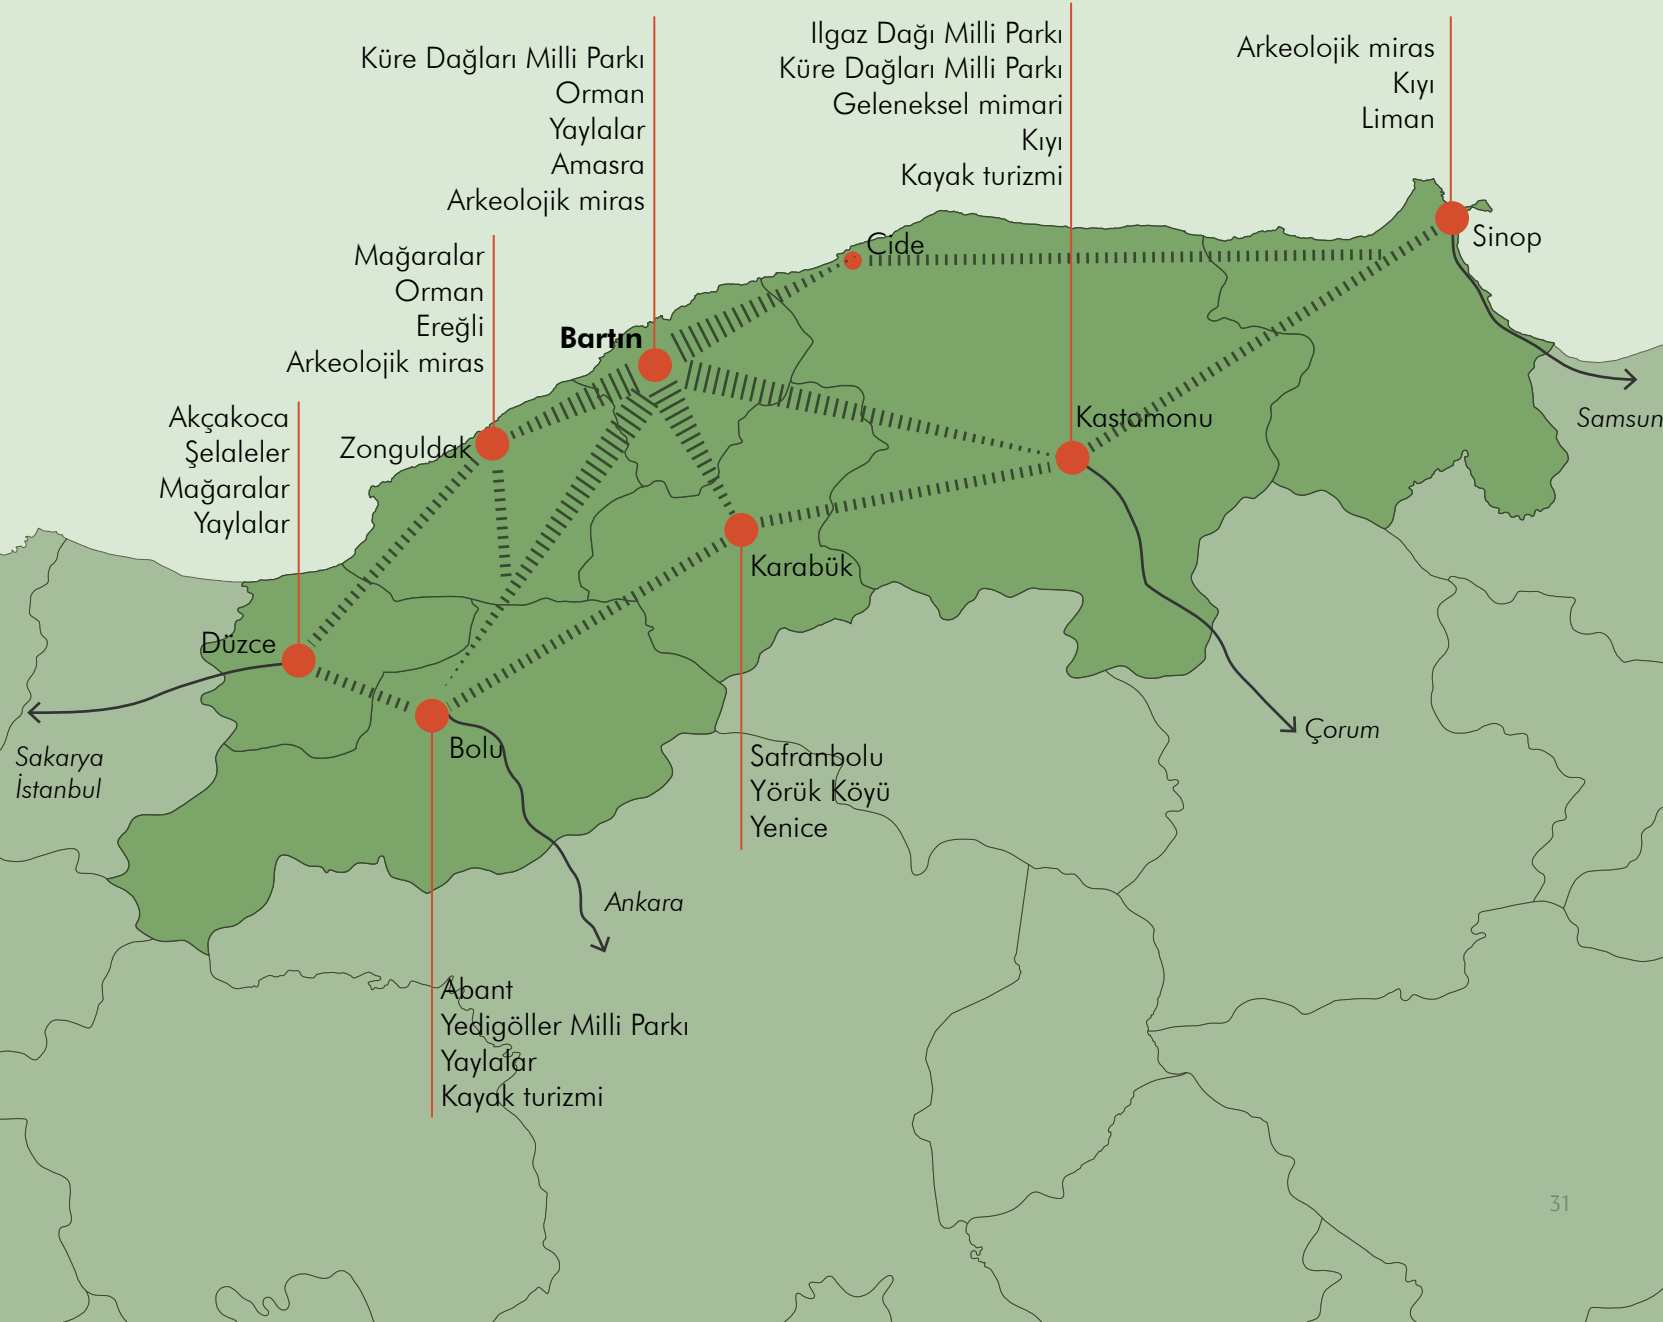 Küre Dağları Milli Parkı
Orman
Yaylalar
Amasra
Arkeolojik miras
Ilgaz Dağı Milli Parkı
Küre Dağları Milli Parkı
Geleneksel mimari
Kıyı
Kayak turizmi
Arkeolojik miras
Kıyı
Liman
Mağaralar
Orman
Ereğli
Arkeolojik miras
Akçakoca
Şelaleler
Mağaralar
Yaylalar
Cide
Sinop
Bartın
Samsun
Kastamonu
Zonguldak
Karabük
Düzce
Bolu
Sakarya
İstanbul
Çorum
Safranbolu
Yörük Köyü
Yenice
Ankara
Abant
Yedigöller Milli Parkı
Yaylalar
Kayak turizmi
31